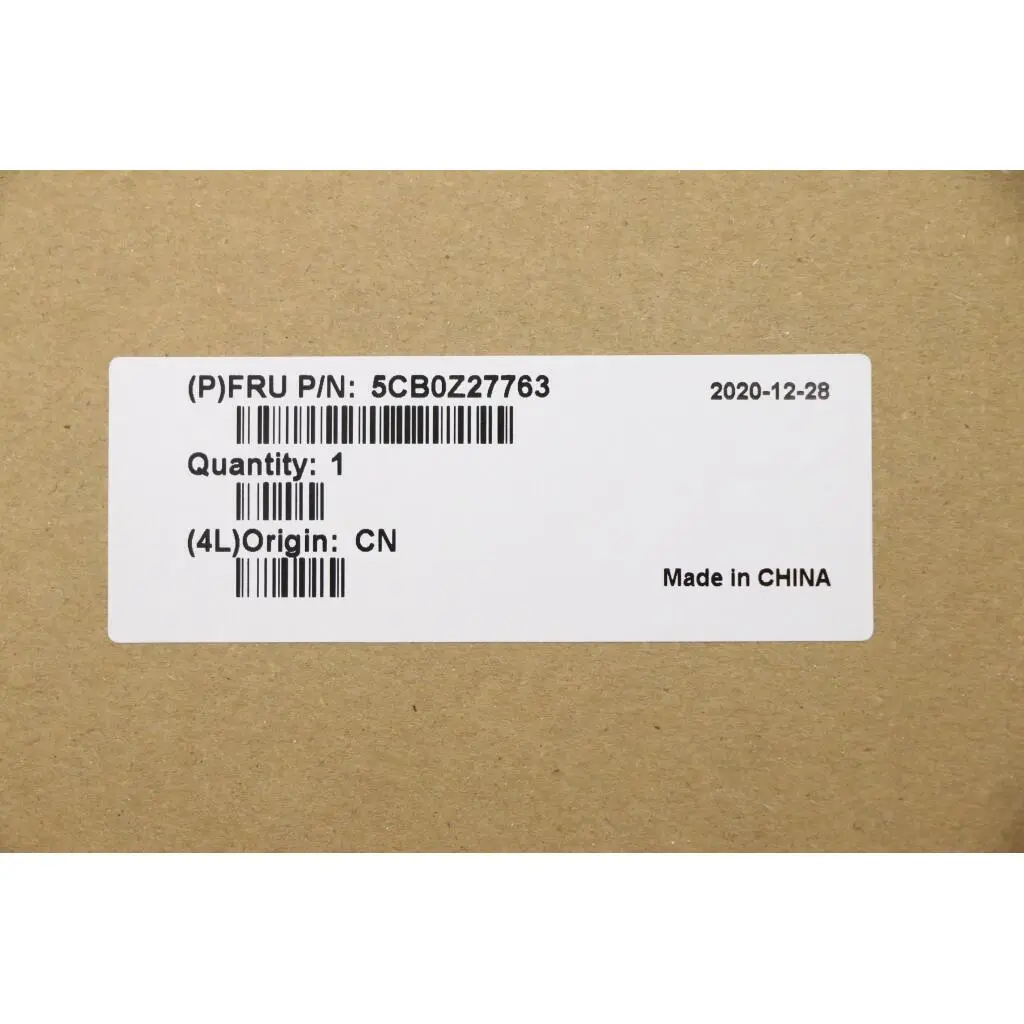 (P)FRU P/N: 5CB0Z27763
2020-12-28
Quantity: 1
(4L)Origin: CN
Made in CHINA